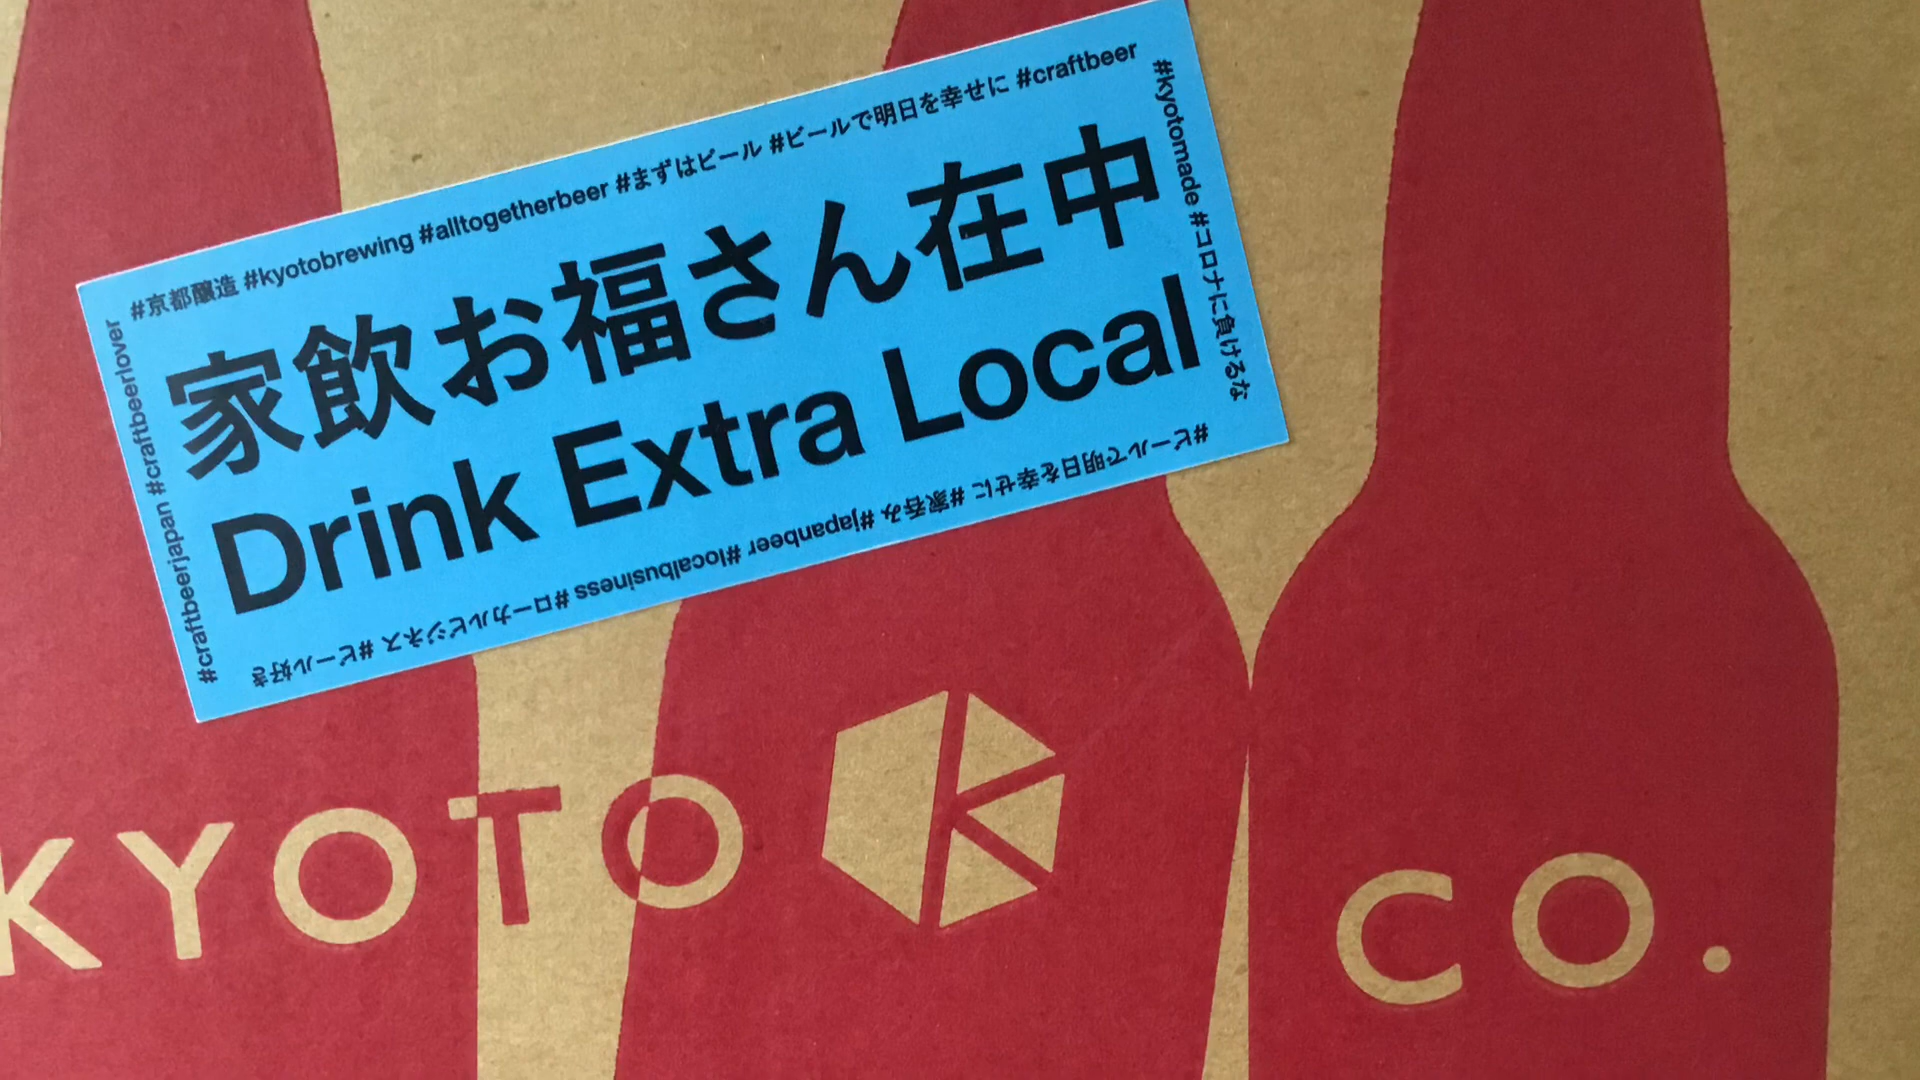 #京都醸造 #kyotobrewing #alltogetherbeer #まずはビール #ビールで明日を幸せに #craftbeer
#kyotomade #コロナに負けるな
家飲お福さん在中
Drink Extra Local
#ビールで明日を幸せに #家呑み #japanbeer #localbusiness #ローカルビジネス #ビール好き
#craftbeerjapan #craftbeerlover
KYOTO K CO.